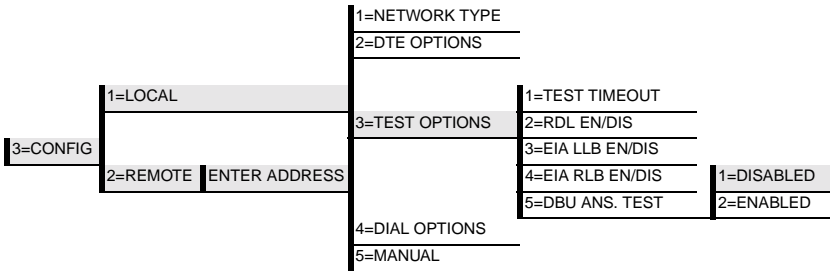 1=NETWORK TYPE
2=DTE OPTIONS
1=LOCAL
1=TEST TIMEOUT
3=TEST OPTIONS
2=RDL EN/DIS
3=CONFIG
3=EIA LLB EN/DIS
2=REMOTE
ENTER ADDRESS
4=EIA RLB EN/DIS
1=DISABLED
5=DBU ANS. TEST
2=ENABLED
4=DIAL OPTIONS
5=MANUAL